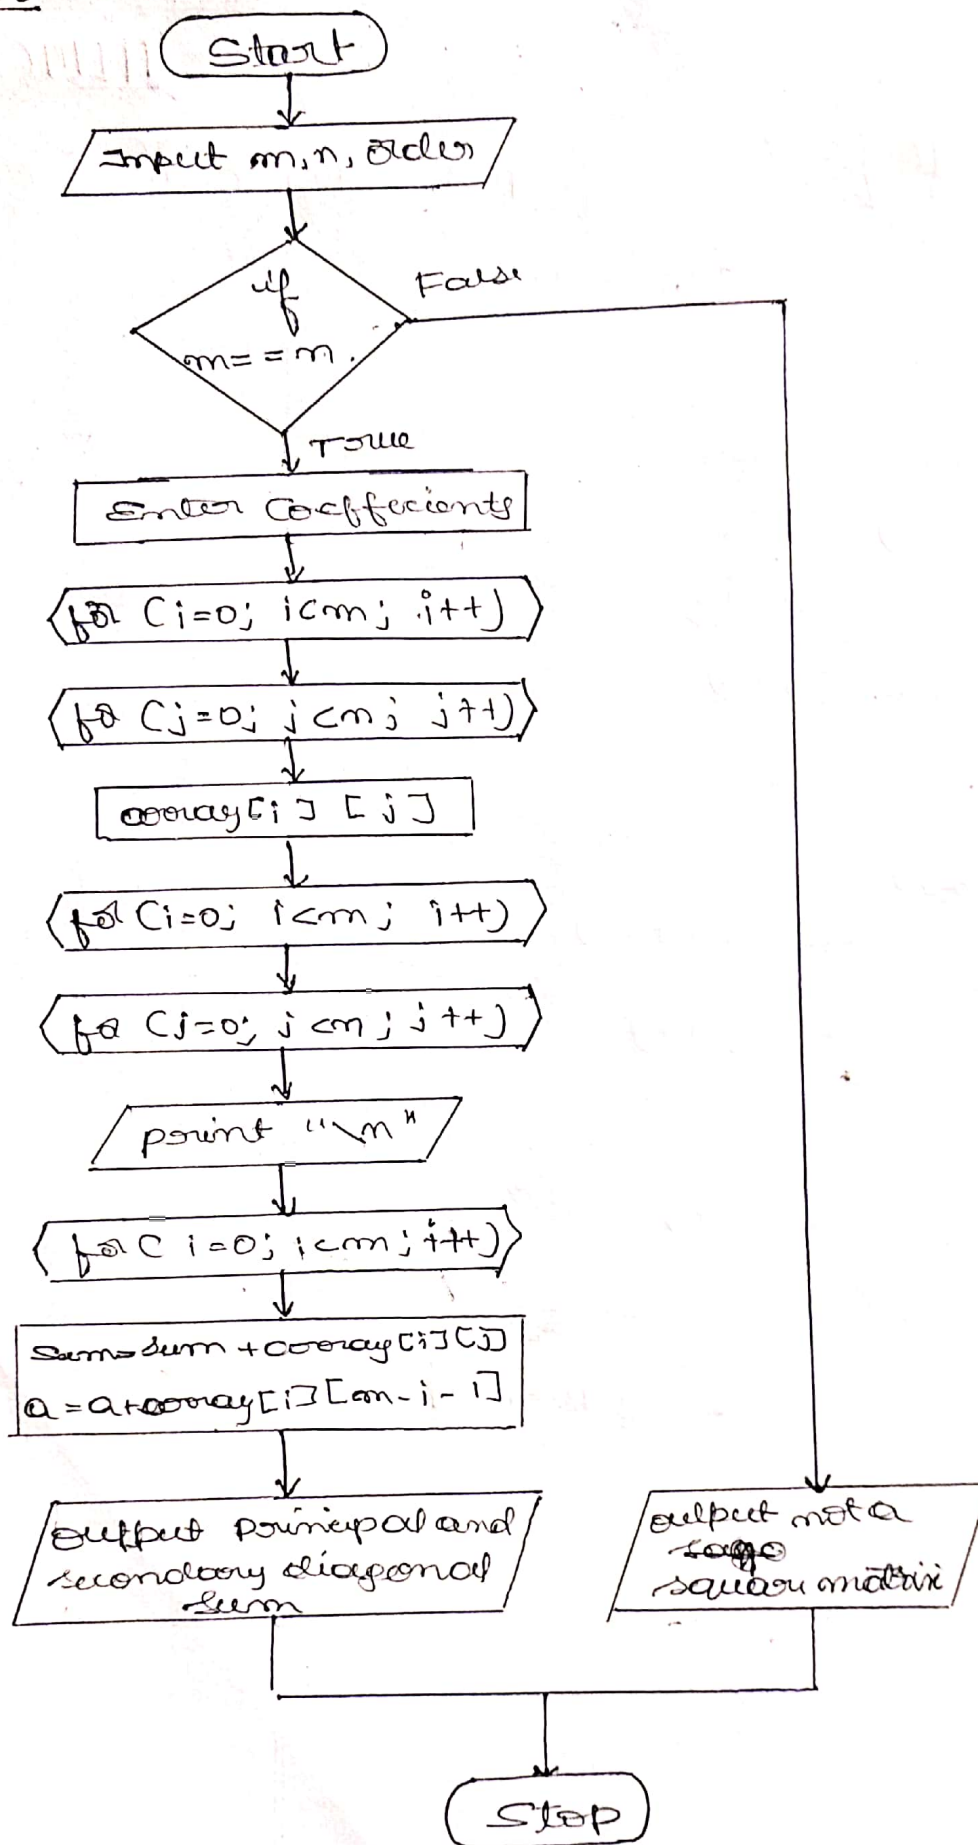 Start
Input m, n, order
if
m= = n.
False
True
Enter Coeffecients
for (i=0; i<m; i++)
for (j=0; j<n; j++)
array[i] [j]
for (i=0; i<m; i++)
for (j=0; j<n; j++)
print "\n"
for ( i=0; i<m; i++)
sum=sum+array[i][j]
a=a+array[i][m-i-1]
output principal and
secondary diagonal
sum
output not a
square matrix
Stop